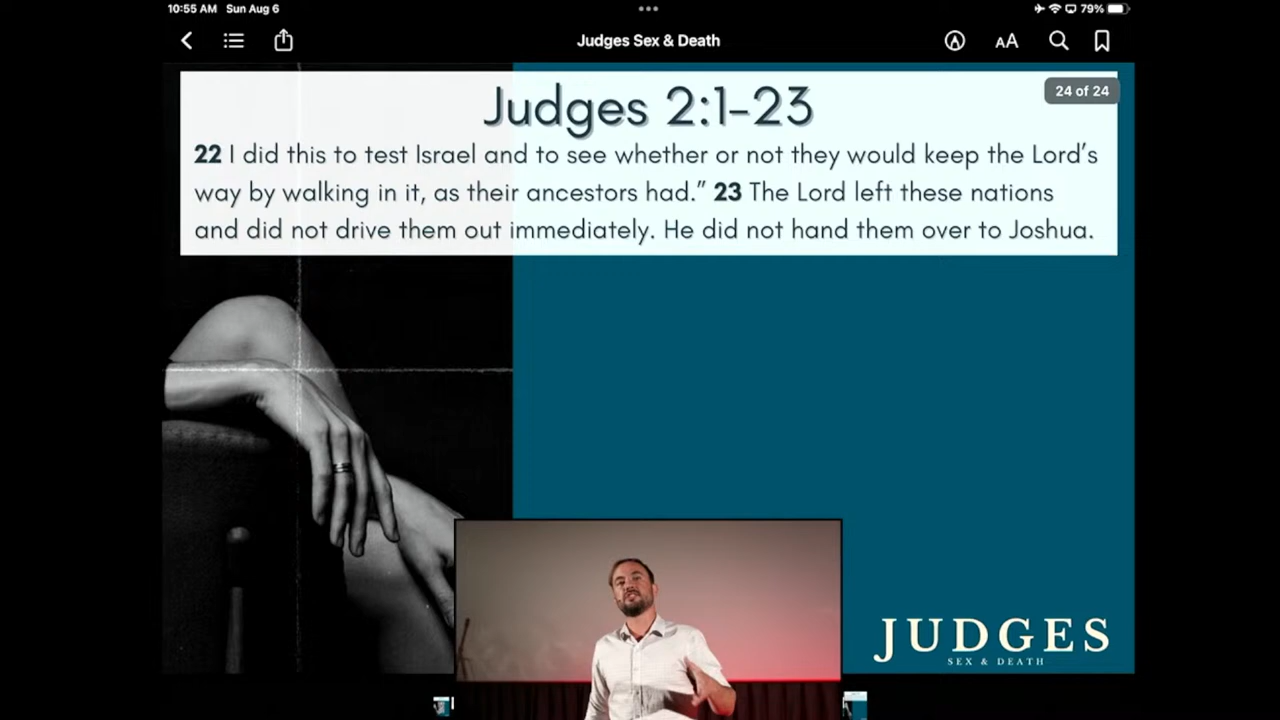 10:55 AM Sun Aug 6
79%
Judges Sex & Death
AA
24 of 24
Judges 2:1-23
22 I did this to test Israel and to see whether or not they would keep the Lord’s
way by walking in it, as their ancestors had.” 23 The Lord left these nations
and did not drive them out immediately. He did not hand them over to Joshua.
JUDGES
SEX & DEATH